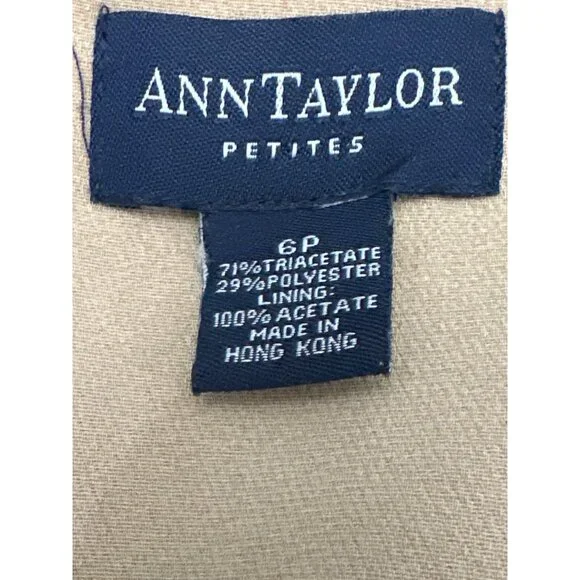 ANNTAYLOR
PETITES
6P
71%TRIACETATE
29%POLYESTER
LINING:
100% ACETATE
MADE IN
HONG KONG